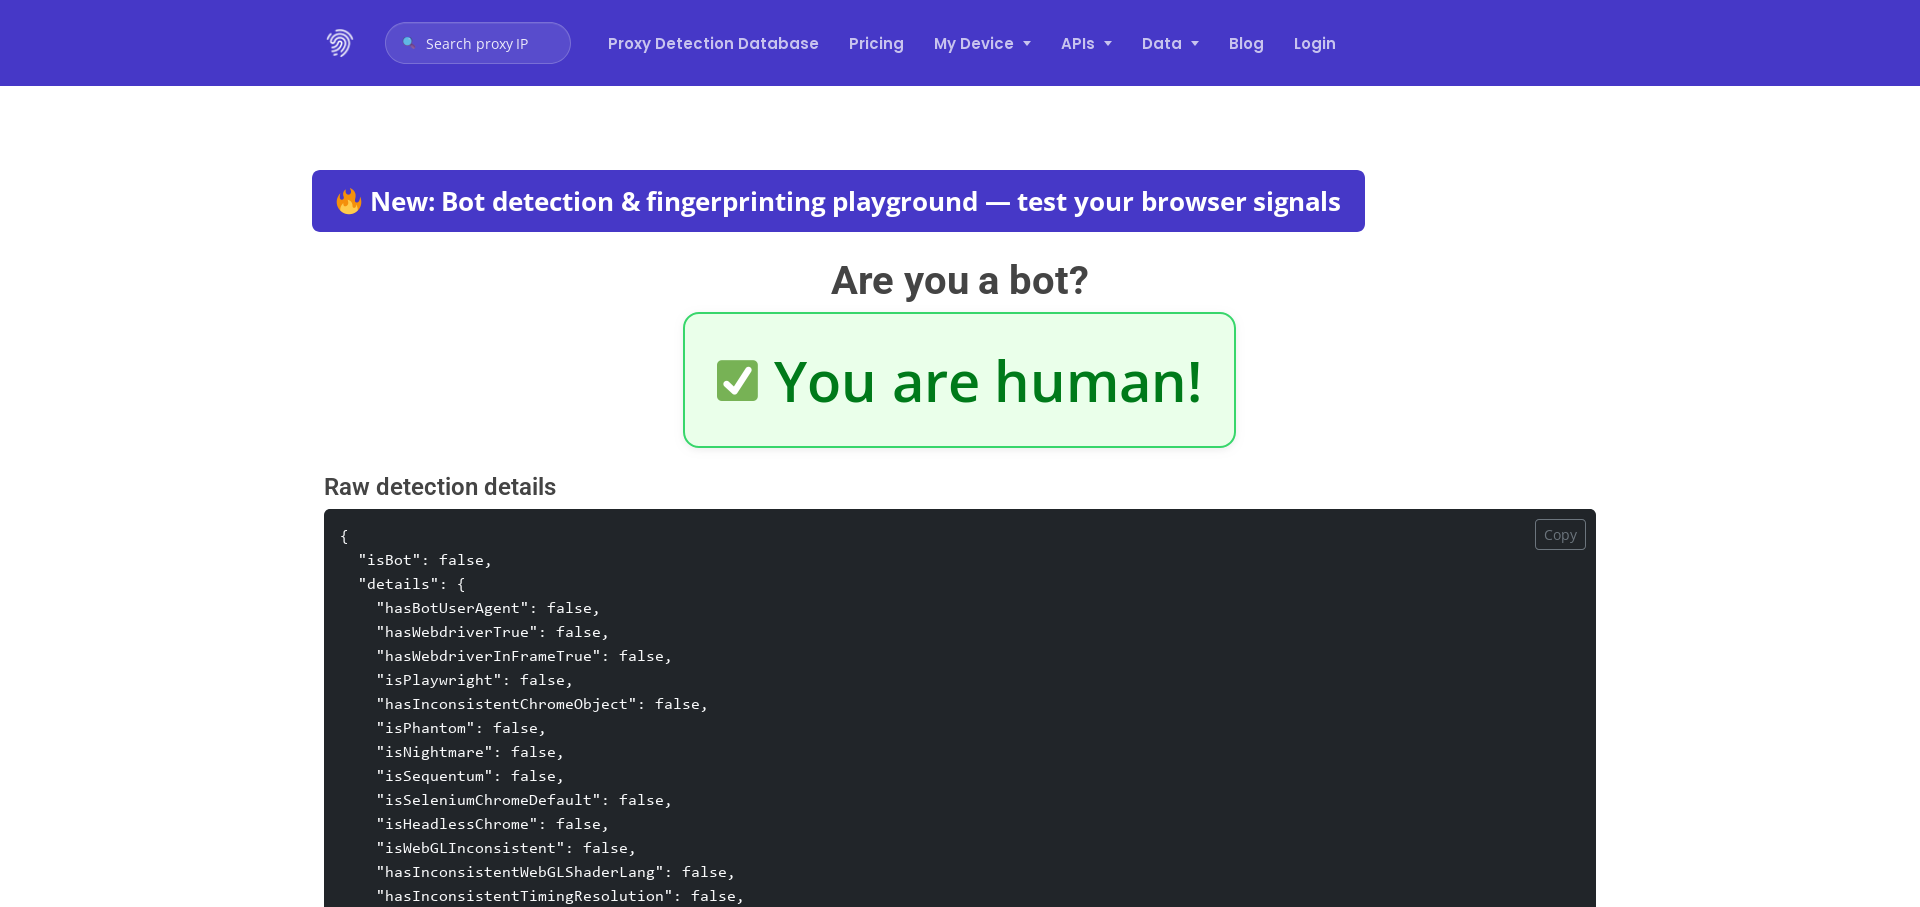 Search proxy IP
Proxy Detection Database
Pricing
My Device
APIs
Data
Blog
Login
New: Bot detection & fingerprinting playground — test your browser signals
Are you a bot?
You are human!
Raw detection details
Copy
{
  "isBot": false,
  "details": {
    "hasBotUserAgent": false,
    "hasWebdriverTrue": false,
    "hasWebdriverInFrameTrue": false,
    "isPlaywright": false,
    "hasInconsistentChromeObject": false,
    "isPhantom": false,
    "isNightmare": false,
    "isSequentum": false,
    "isSeleniumChromeDefault": false,
    "isHeadlessChrome": false,
    "isWebGLInconsistent": false,
    "hasInconsistentWebGLShaderLang": false,
    "hasInconsistentTimingResolution": false,